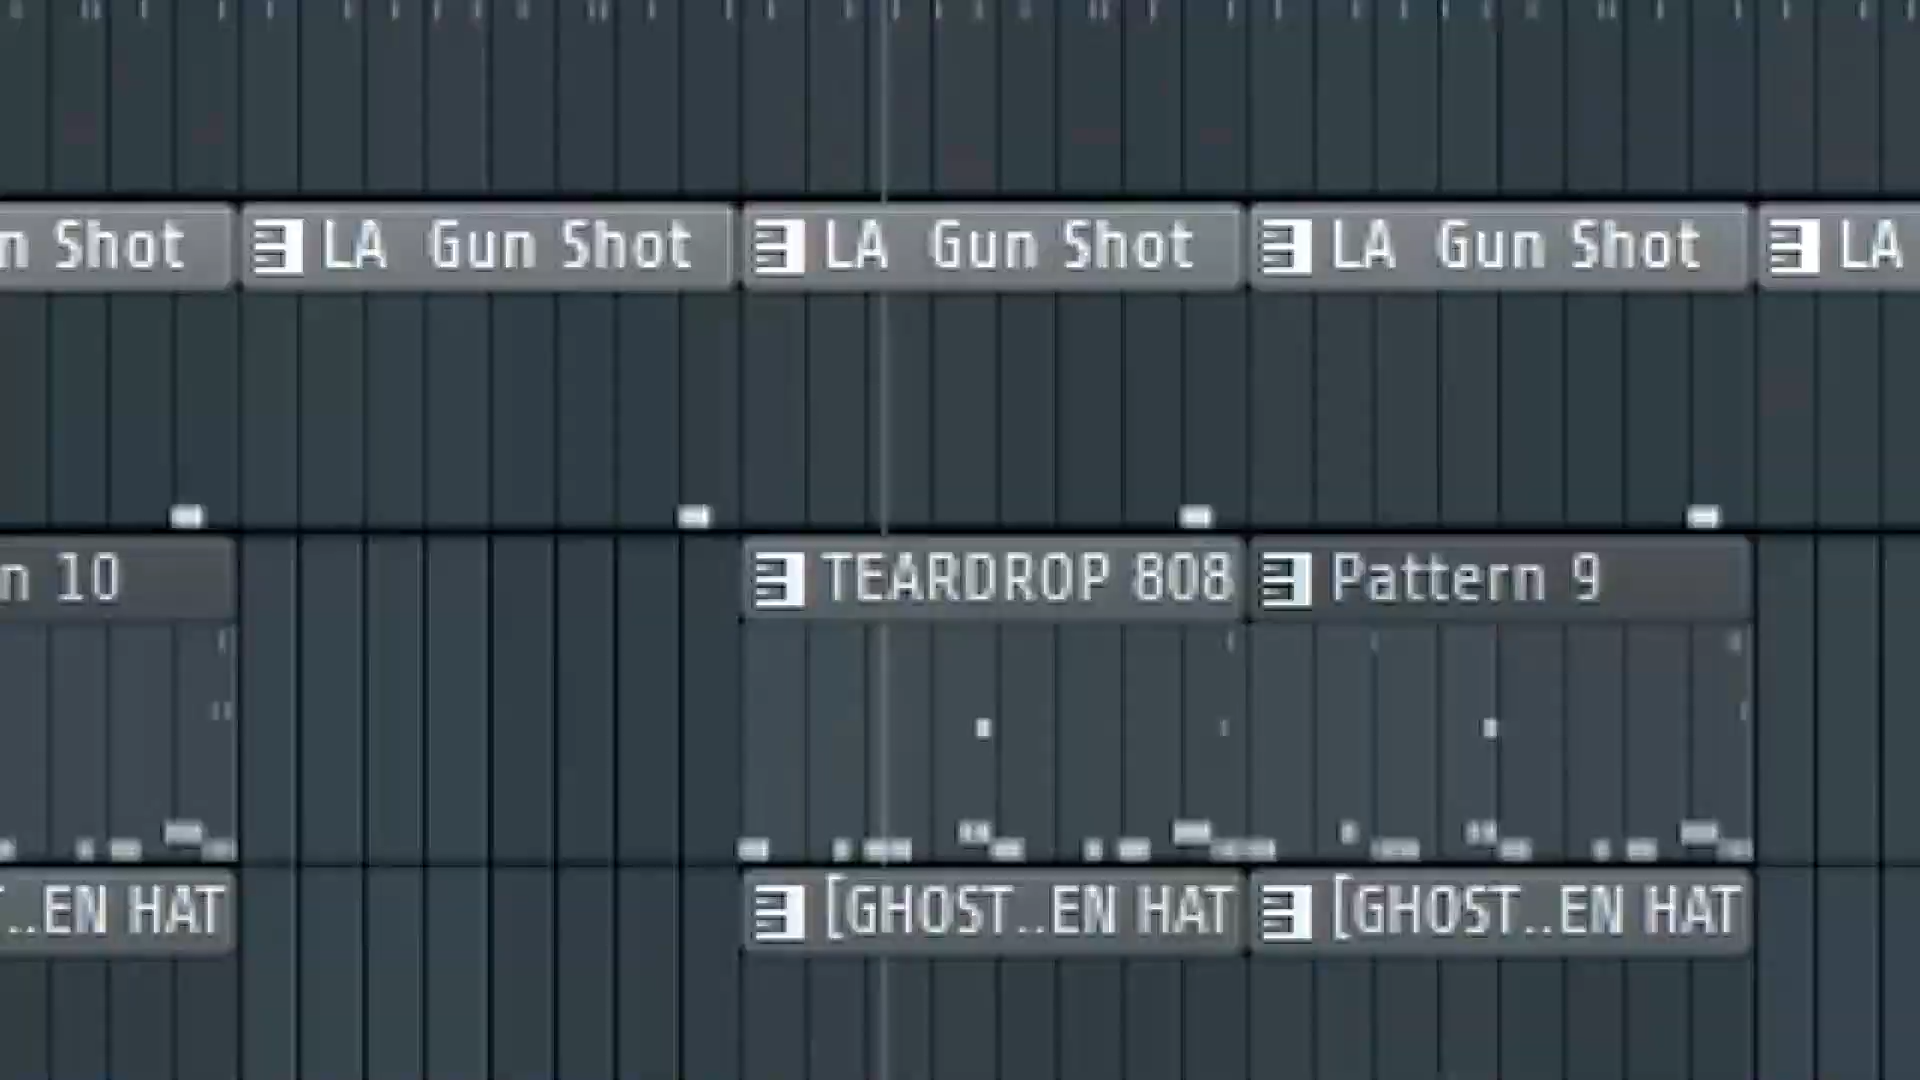 n Shot LA Gun Shot LA Gun Shot LA Gun Shot LA
n 10 TEARDROP 808 Pattern 9
..EN HAT [GHOST..EN HAT [GHOST..EN HAT